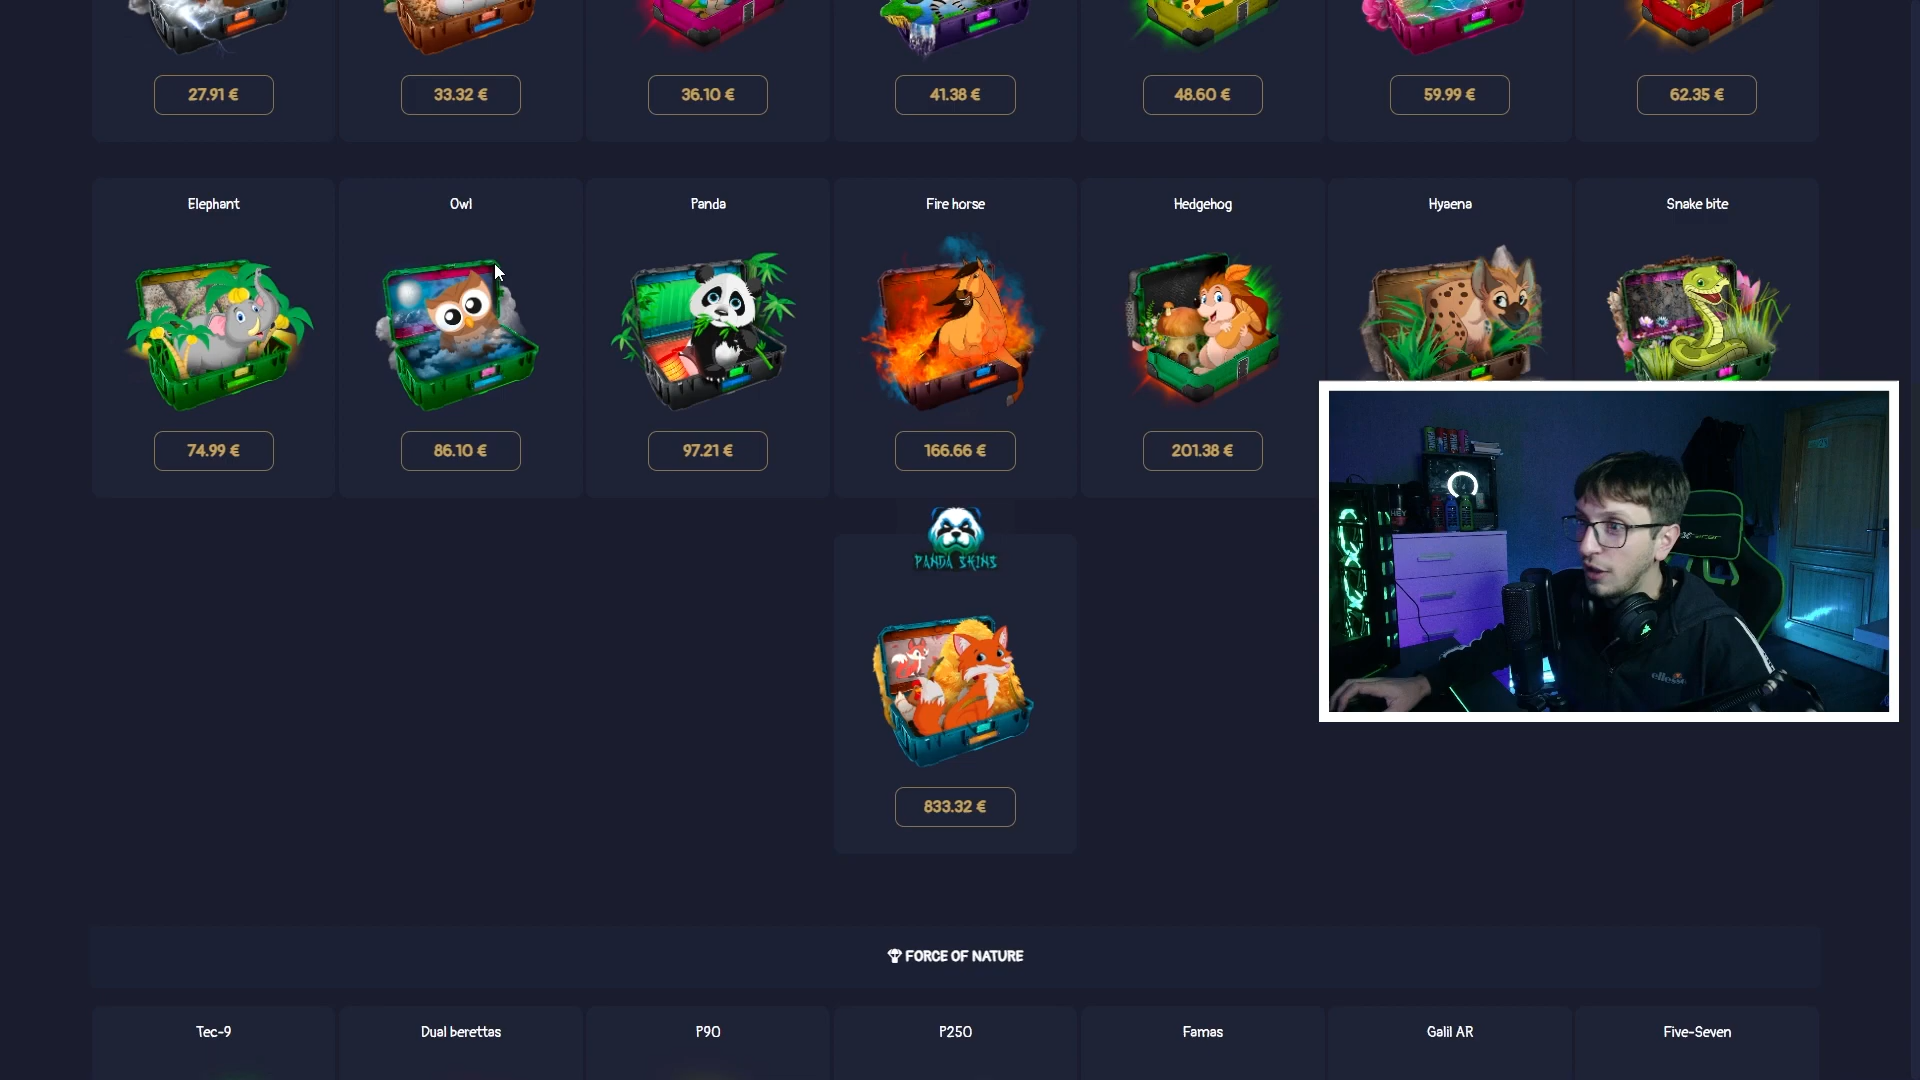 27.91 €
33.32 €
36.10 €
41.38 €
48.60 €
59.99 €
62.35 €
Elephant
Owl
Panda
Fire horse
Hedgehog
Hyaena
Snake bite
74.99 €
86.10 €
97.21 €
166.66 €
201.38 €
PANDA SKINS
833.32 €
ellesse
FORCE OF NATURE
Tec-9
Dual berettas
P90
P250
Famas
Galil AR
Five-Seven